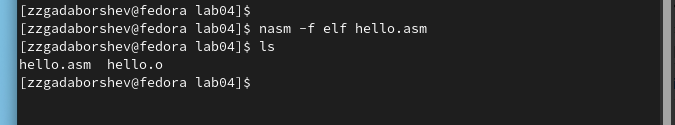 [zzgadaborshev@fedora lab04]$
[zzgadaborshev@fedora lab04]$ nasm -f elf hello.asm
[zzgadaborshev@fedora lab04]$ ls
hello.asm  hello.o
[zzgadaborshev@fedora lab04]$